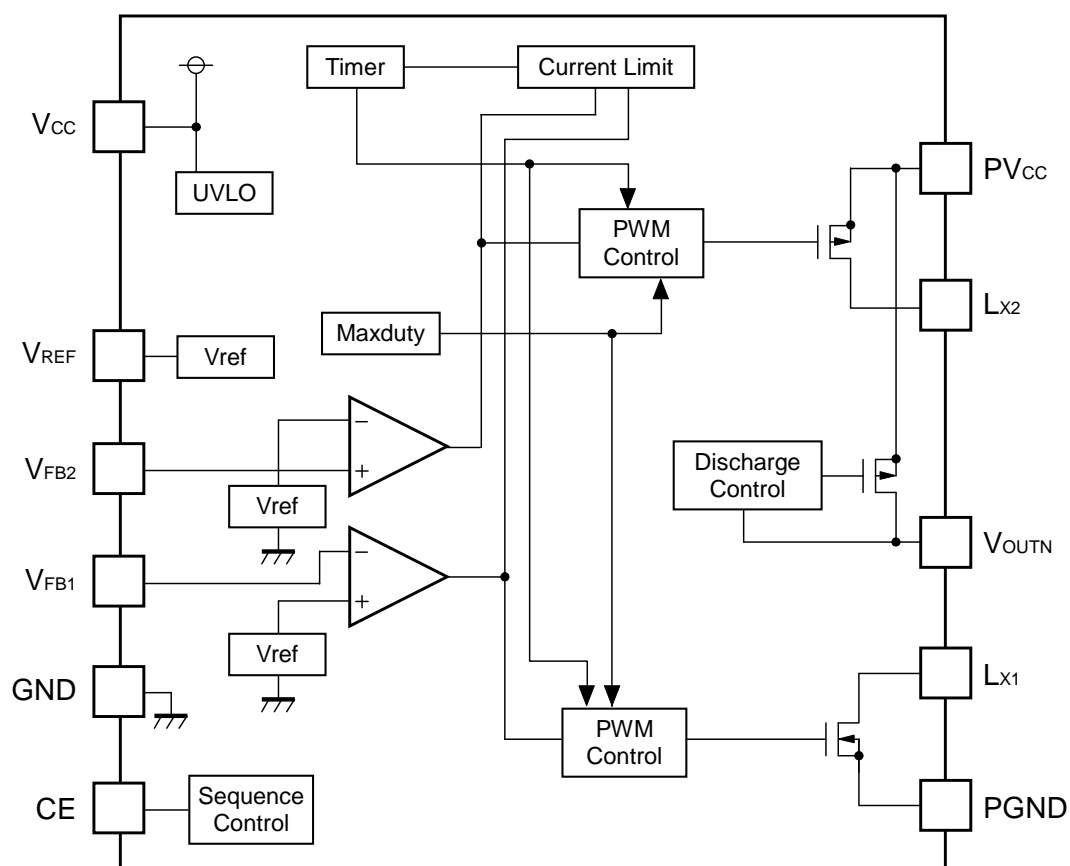 Timer
Current Limit
VCC
PVCC
UVLO
PWM
Control
LX2
Maxduty
VREF
Vref
−
VFB2
+
Discharge
Control
Vref
VOUTN
−
VFB1
+
Vref
LX1
GND
PWM
Control
CE
Sequence
Control
PGND